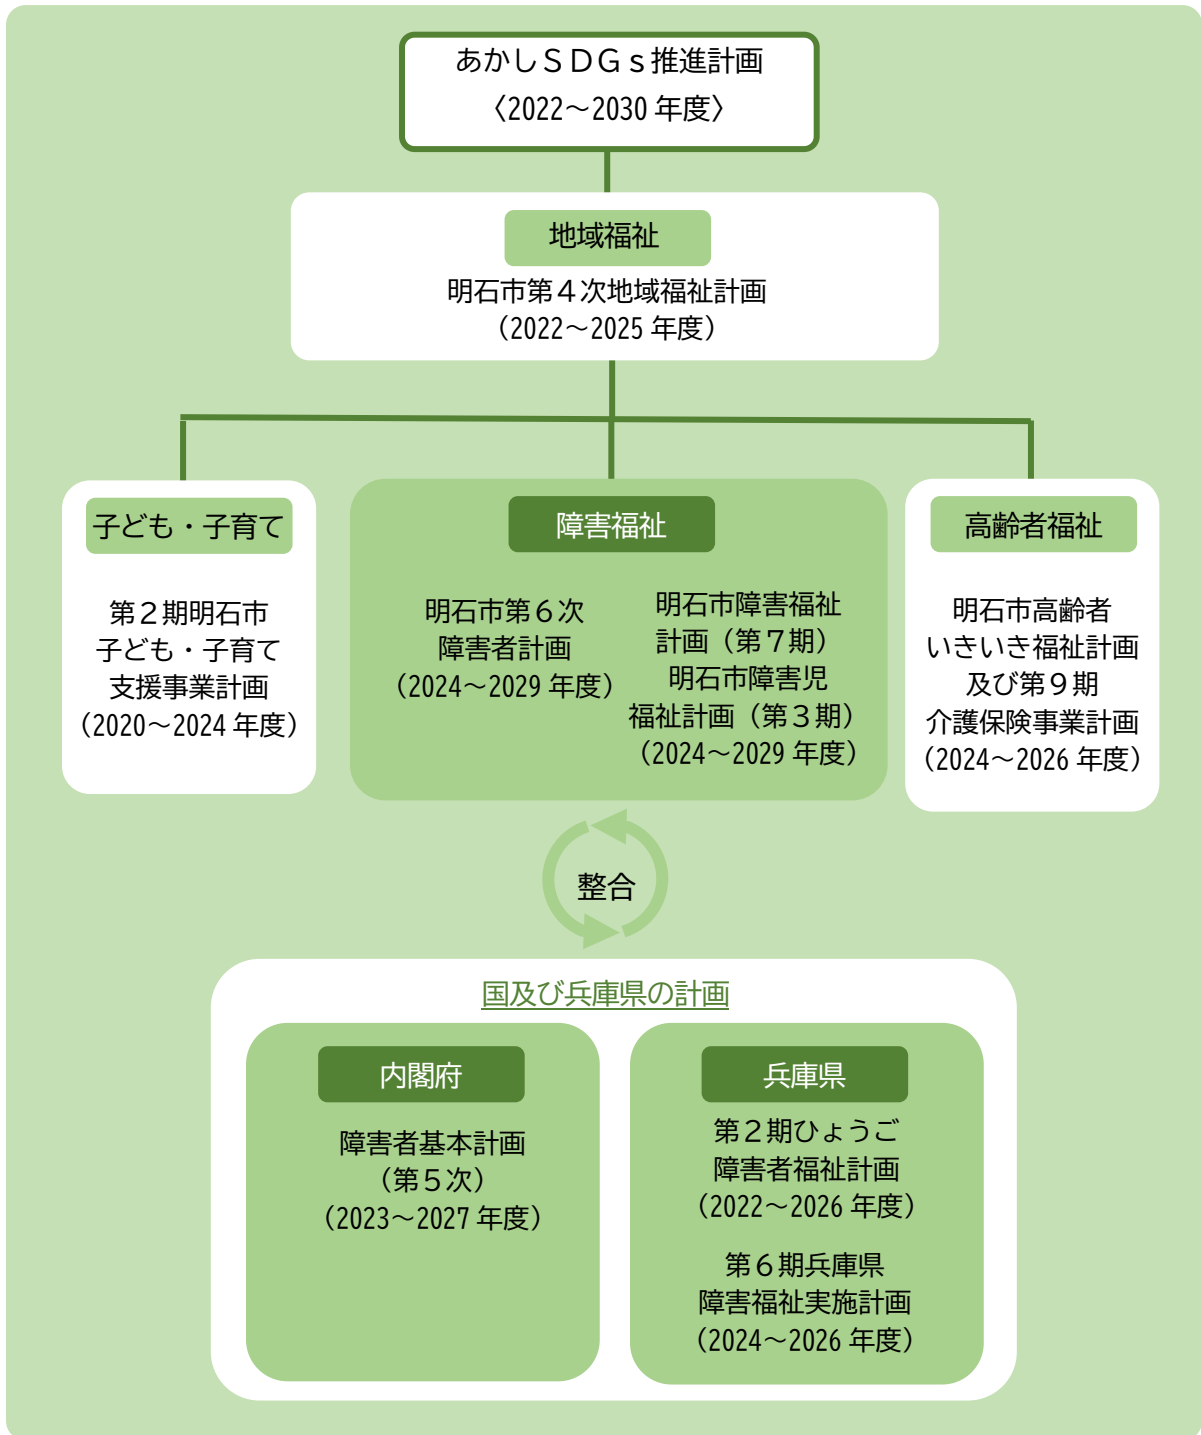 あかしＳＤＧｓ推進計画
〈2022～2030 年度〉
地域福祉
明石市第４次地域福祉計画
（2022～2025 年度）
子ども・子育て
第２期明石市
子ども・子育て
支援事業計画
（2020～2024 年度）
障害福祉
明石市第６次
障害者計画
（2024～2029 年度）
明石市障害福祉
計画（第７期）
明石市障害児
福祉計画（第３期）
（2024～2029 年度）
高齢者福祉
明石市高齢者
いきいき福祉計画
及び第９期
介護保険事業計画
（2024～2026 年度）
整合
国及び兵庫県の計画
内閣府
障害者基本計画
（第５次）
（2023～2027 年度）
兵庫県
第２期ひょうご
障害者福祉計画
（2022～2026 年度）
第６期兵庫県
障害福祉実施計画
（2024～2026 年度）